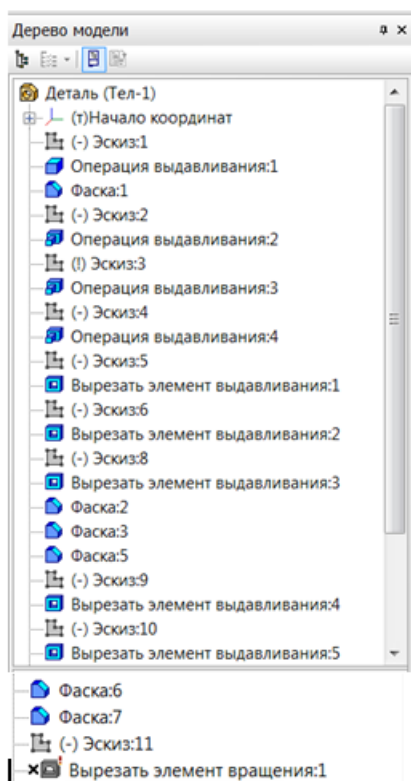 Дерево модели
Деталь (Тел-1)
(т)Начало координат
(-) Эскиз:1
Операция выдавливания:1
Фаска:1
(-) Эскиз:2
Операция выдавливания:2
(!) Эскиз:3
Операция выдавливания:3
(-) Эскиз:4
Операция выдавливания:4
(-) Эскиз:5
Вырезать элемент выдавливания:1
(-) Эскиз:6
Вырезать элемент выдавливания:2
(-) Эскиз:8
Вырезать элемент выдавливания:3
Фаска:2
Фаска:3
Фаска:5
(-) Эскиз:9
Вырезать элемент выдавливания:4
(-) Эскиз:10
Вырезать элемент выдавливания:5
Фаска:6
Фаска:7
(-) Эскиз:11
Вырезать элемент вращения:1